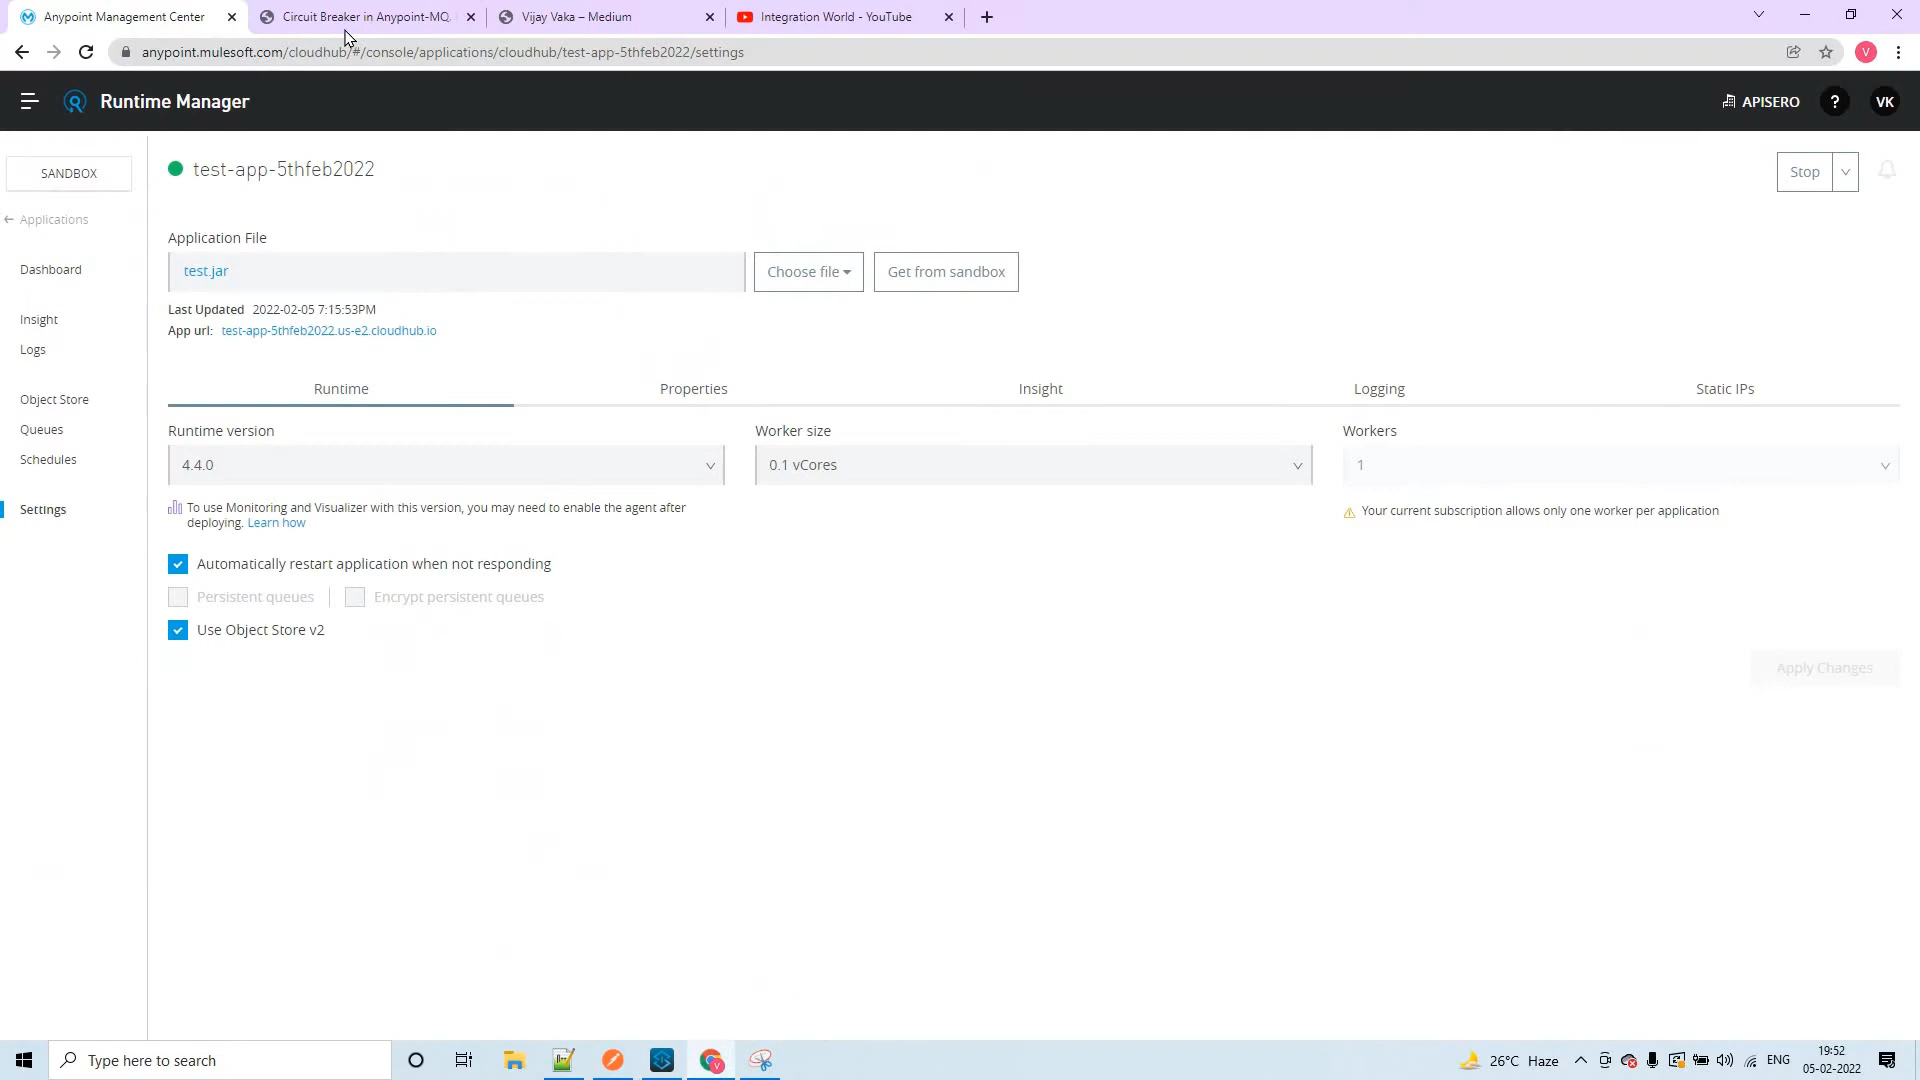 Anypoint Management Center
Circuit Breaker in Anypoint-MQ.
Vijay Vaka – Medium
Integration World - YouTube
anypoint.mulesoft.com/cloudhub/#/console/applications/cloudhub/test-app-5thfeb2022/settings
V
Runtime Manager
APISERO
?
VK
SANDBOX
Applications
Dashboard
Insight
Logs
Object Store
Queues
Schedules
Settings
test-app-5thfeb2022
Stop
Application File
test.jar
Choose file
Get from sandbox
Last Updated 2022-02-05 7:15:53PM
App url: test-app-5thfeb2022.us-e2.cloudhub.io
Runtime
Properties
Insight
Logging
Static IPs
Runtime version
Worker size
Workers
4.4.0
0.1 vCores
1
To use Monitoring and Visualizer with this version, you may need to enable the agent after
deploying. Learn how
Your current subscription allows only one worker per application
Automatically restart application when not responding
Persistent queues
Encrypt persistent queues
Use Object Store v2
Apply Changes
Type here to search
26°C Haze
ENG
19:52
05-02-2022